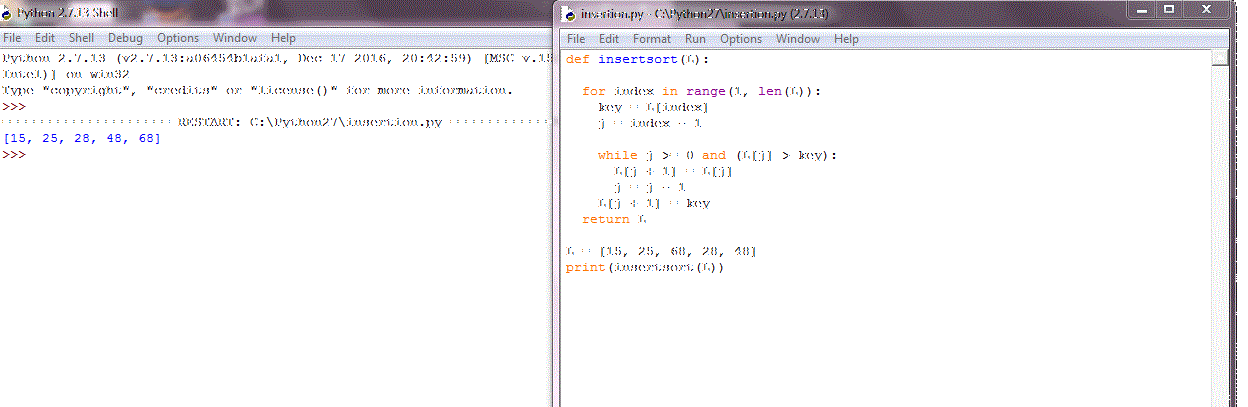 Python 2.7.13 Shell
File Edit Shell Debug Options Window Help
Python 2.7.13 (v2.7.13:a06454b1afa1, Dec 17 2016, 20:42:59) [MSC v.15
Intel)] on win32
Type "copyright", "credits" or "license()" for more information.
>>>
RESTART: C:\Python27\insertion.py
[15, 25, 28, 48, 68]
>>>
insertion.py - C:\Python27\insertion.py (2.7.13)
File Edit Format Run Options Window Help
def insertsort(L):
for index in range(1, len(L)):
key = L[index]
j = index - 1
while j >= 0 and (L[j] > key):
L[j + 1] = L[j]
j = j - 1
L[j + 1] = key
return L
L = [15, 25, 68, 28, 48]
print(insertsort(L))